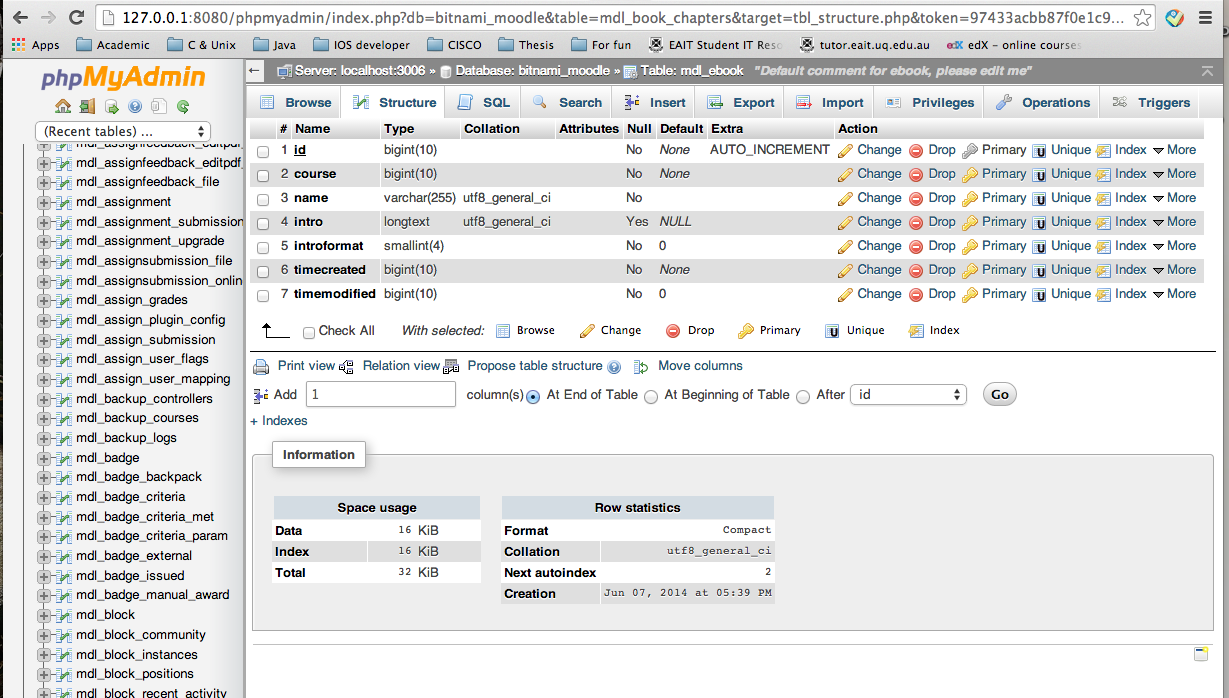 127.0.0.1:8080/phpmyadmin/index.php?db=bitnami_moodle&table=mdl_book_chapters&target=tbl_structure.php&token=97433acbb87f0e1c9...
Apps Academic C & Unix Java IOS developer CISCO Thesis For fun EAIT Student IT Reso tutor.eait.uq.edu.au edX edX - online courses
phpMyAdmin
(Recent tables) ...
mdl_assignfeedback_editpdf_
mdl_assignfeedback_editpdf_
mdl_assignfeedback_file
mdl_assignment
mdl_assignment_submission
mdl_assignment_upgrade
mdl_assignsubmission_file
mdl_assignsubmission_onlin
mdl_assign_grades
mdl_assign_plugin_config
mdl_assign_submission
mdl_assign_user_flags
mdl_assign_user_mapping
mdl_backup_controllers
mdl_backup_courses
mdl_backup_logs
mdl_badge
mdl_badge_backpack
mdl_badge_criteria
mdl_badge_criteria_met
mdl_badge_criteria_param
mdl_badge_external
mdl_badge_issued
mdl_badge_manual_award
mdl_block
mdl_block_community
mdl_block_instances
mdl_block_positions
mdl_block_recent_activity
Server: localhost:3006 » Database: bitnami_moodle » Table: mdl_ebook "Default comment for ebook, please edit me"
Browse Structure SQL Search Insert Export Import Privileges Operations Triggers
# Name Type Collation Attributes Null Default Extra Action
1 id bigint(10) No None AUTO_INCREMENT Change Drop Primary Unique Index More
2 course bigint(10) No None Change Drop Primary Unique Index More
3 name varchar(255) utf8_general_ci No Change Drop Primary Unique Index More
4 intro longtext utf8_general_ci Yes NULL Change Drop Primary Unique Index More
5 introformat smallint(4) No 0 Change Drop Primary Unique Index More
6 timecreated bigint(10) No None Change Drop Primary Unique Index More
7 timemodified bigint(10) No 0 Change Drop Primary Unique Index More
Check All With selected: Browse Change Drop Primary Unique Index
Print view Relation view Propose table structure Move columns
Add 1 column(s) At End of Table At Beginning of Table After id Go
+ Indexes
Information
Space usage
Data 16 KiB
Index 16 KiB
Total 32 KiB
Row statistics
Format Compact
Collation utf8_general_ci
Next autoindex 2
Creation Jun 07, 2014 at 05:39 PM